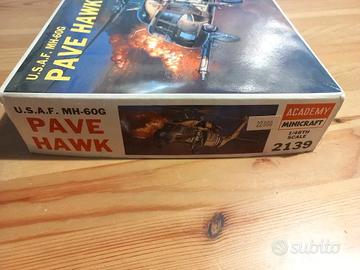 U.S.A.F. MH-60G
PAVE HAWK
U.S.A.F. MH-60G
PAVE
HAWK
ACADEMY
MINICRAFT
1/48TH
SCALE
2139
subito